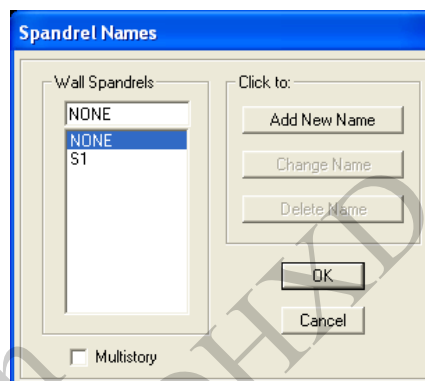 Spandrel Names
Wall Spandrels
NONE
NONE
S1
Click to:
Add New Name
Change Name
Delete Name
OK
Cancel
Multistory
DHXD